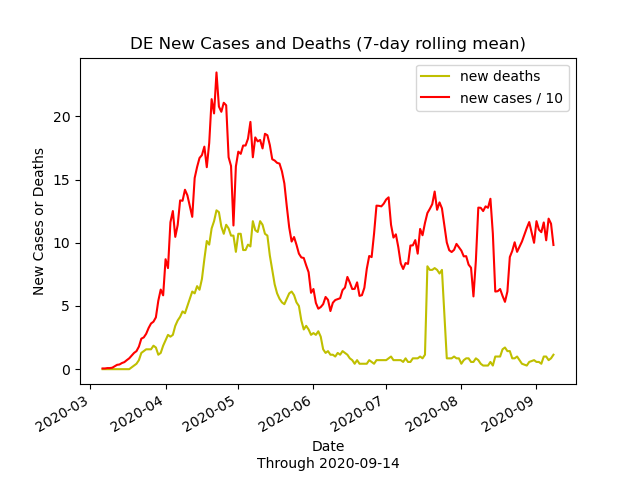 DE New Cases and Deaths (7-day rolling mean)
new deaths
new cases / 10
20
15
10
5
0
New Cases or Deaths
2020-03
2020-04
2020-05
2020-06
2020-07
2020-08
2020-09
Date
Through 2020-09-14